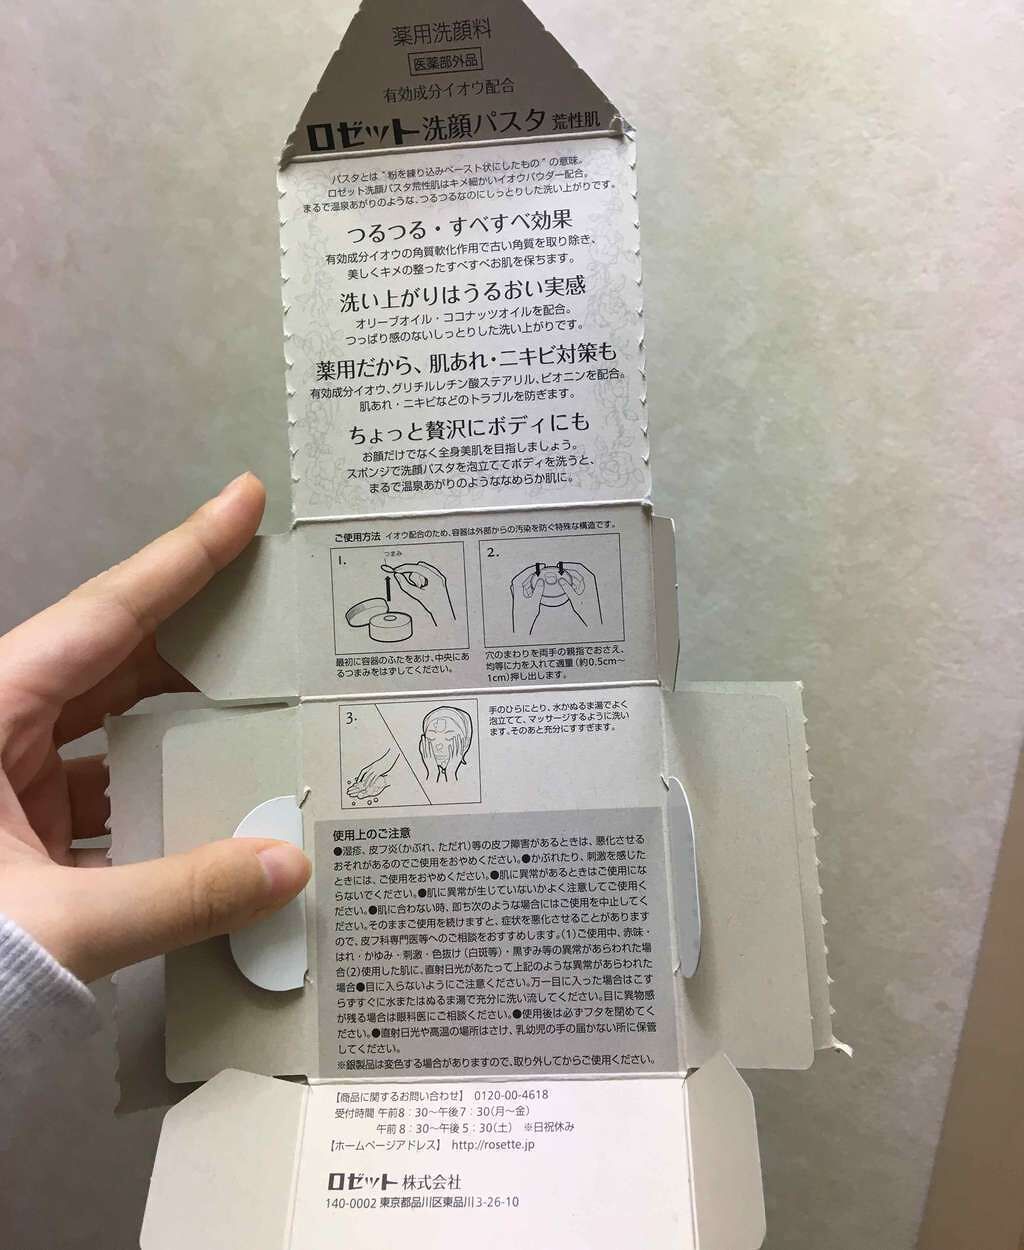 薬用洗顔料
医薬部外品
有効成分イオウ配合
ロゼット洗顔パスタ 荒性肌
パスタとは“粉を練り込みペースト状にしたもの”の意味。
ロゼット洗顔パスタ荒性肌はキメ細かいイオウパウダー配合。
まるで温泉あがりのような、つるつるなのにしっとりした洗い上がりです。
つるつる・すべすべ効果
有効成分イオウの角質軟化作用で古い角質を取り除き、
美しくキメの整ったすべすべお肌を保ちます。
洗い上がりはうるおい実感
オリーブオイル・ココナッツオイルを配合。
つっぱり感のないしっとりした洗い上がりです。
薬用だから、肌あれ・ニキビ対策も
有効成分イオウ、グリチルレチン酸ステアリル、ビオニンを配合。
肌あれ・ニキビなどのトラブルを防ぎます。
ちょっと贅沢にボディにも
お顔だけでなく全身美肌を目指しましょう。
スポンジで洗顔パスタを泡立ててボディを洗うと、
まるで温泉あがりのようななめらか肌に。
ご使用方法 イオウ配合のため、容器は外部からの汚染を防ぐ特殊な構造です。
1.
つまみ
最初に容器のふたをあけ、中央にあ
るつまみをはずしてください。
2.
穴のまわりを両手の親指でおさえ、
均等に力を入れて適量(約0.5cm〜
1cm)押し出します。
3.
手のひらにとり、水かぬるま湯でよく
泡立てて、マッサージするように洗い
ます。そのあと充分にすすぎます。
使用上のご注意
●湿疹、皮フ炎(かぶれ、ただれ)等の皮フ障害があるときは、悪化させる
おそれがあるのでご使用をおやめください。●かぶれたり、刺激を感じた
ときには、ご使用をおやめください。●肌に異常があるときはご使用にな
らないでください。●肌に異常が生じていないかよく注意してご使用く
ださい。●肌に合わない時、即ち次のような場合にはご使用を中止してく
ださい。そのままご使用を続けますと、症状を悪化させることがあります
ので、皮フ科専門医等へのご相談をおすすめします。(1)ご使用中、赤味・
はれ・かゆみ・刺激・色抜け(白斑等)・黒ずみ等の異常があらわれた場
合(2)使用した肌に、直射日光があたって上記のような異常があらわれた
場合●目に入らないようにご注意ください。万一目に入った場合はこす
らずすぐに水またはぬるま湯で充分に洗い流してください。目に異物感
が残る場合は眼科医にご相談ください。●使用後は必ずフタを閉めてく
ださい。●直射日光や高温の場所はさけ、乳幼児の手の届かない所に保管
してください。
※銀製品は変色する場合がありますので、取り外してからご使用ください。
【商品に関するお問い合わせ】 0120-00-4618
受付時間 午前8：30〜午後7：30(月〜金)
午前8：30〜午後5：30(土) ※日祝休み
【ホームページアドレス】 http://rosette.jp
ロゼット株式会社
140-0002 東京都品川区東品川3-26-10